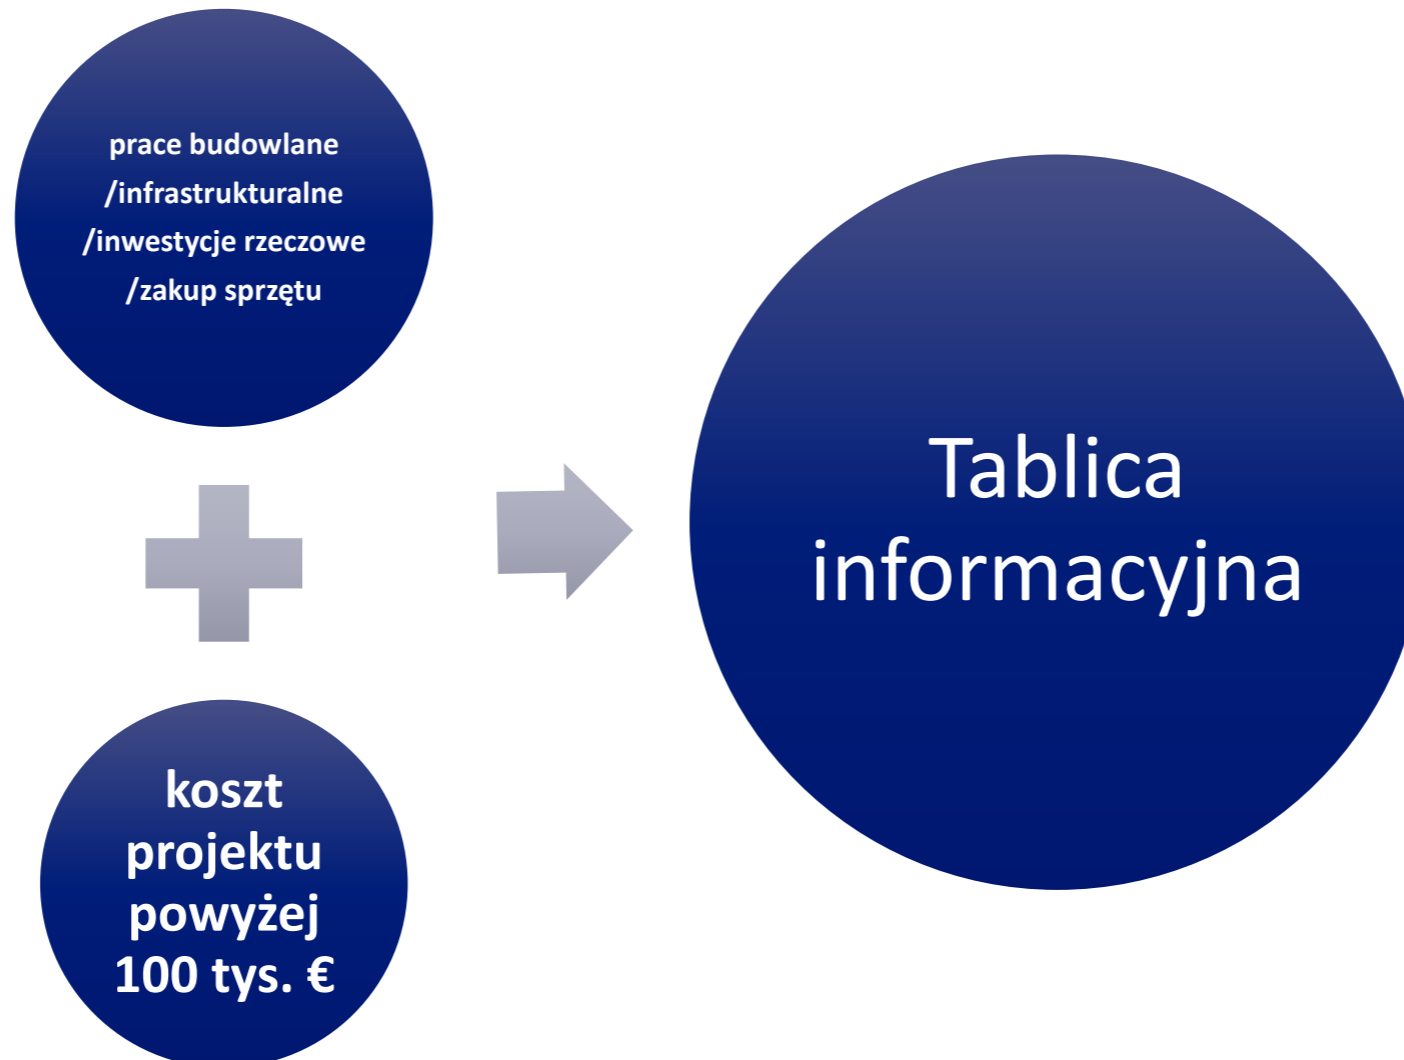 prace budowlane
/infrastrukturalne
/inwestycje rzeczowe
/zakup sprzętu
koszt
projektu
powyżej
100 tys. €
Tablica
informacyjna